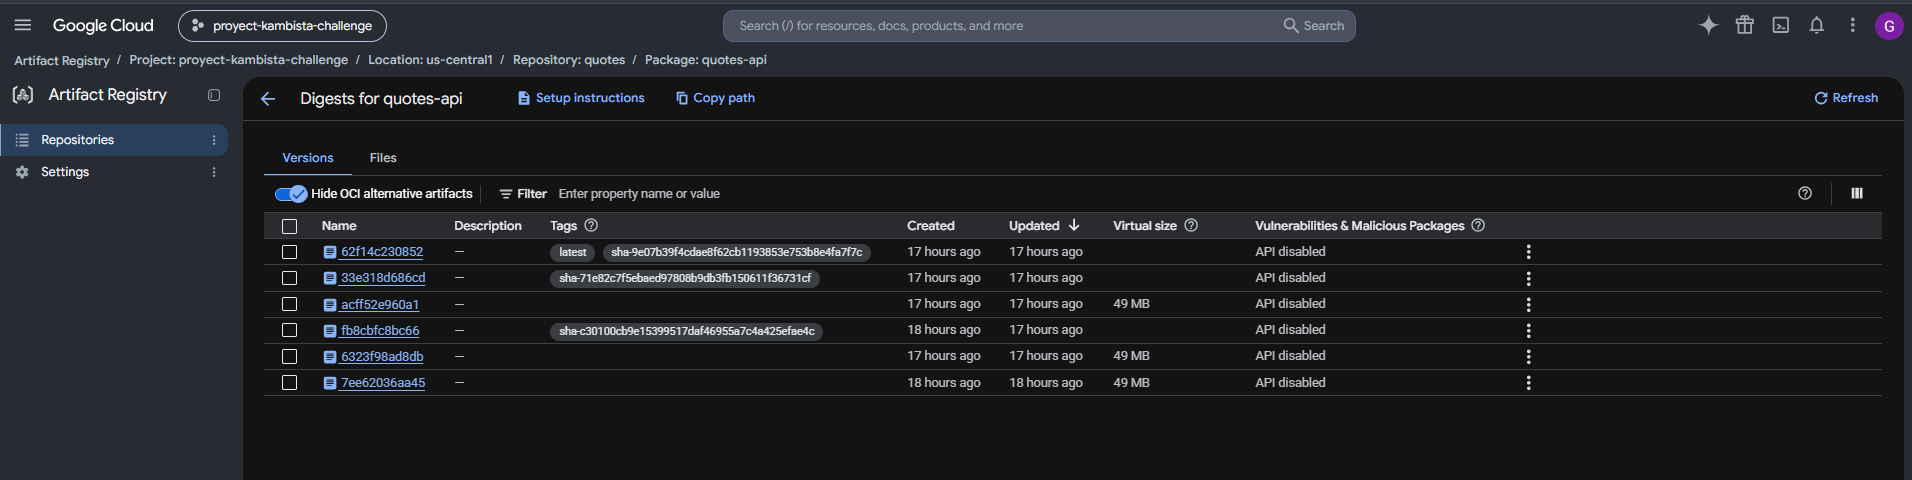 Google Cloud proyect-kambista-challenge Search (/) for resources, docs, products, and more Search G
Artifact Registry / Project: proyect-kambista-challenge / Location: us-central1 / Repository: quotes / Package: quotes-api
Artifact Registry
Repositories
Settings
Digests for quotes-api Setup instructions Copy path Refresh
Versions Files
Hide OCI alternative artifacts Filter Enter property name or value
Name Description Tags Created Updated Virtual size Vulnerabilities & Malicious Packages
62f14c230852 — latest sha-9e07b39f4cdae8f62cb1193853e753b8e4fa7f7c 17 hours ago 17 hours ago API disabled
33e318d686cd — sha-71e82c7f5ebaed97808b9db3fb150611f36731cf 17 hours ago 17 hours ago API disabled
acff52e960a1 — 17 hours ago 17 hours ago 49 MB API disabled
fb8cbfc8bc66 — sha-c30100cb9e15399517daf46955a7c4a425efae4c 18 hours ago 17 hours ago API disabled
6323f98ad8db — 17 hours ago 17 hours ago 49 MB API disabled
7ee62036aa45 — 18 hours ago 18 hours ago 49 MB API disabled